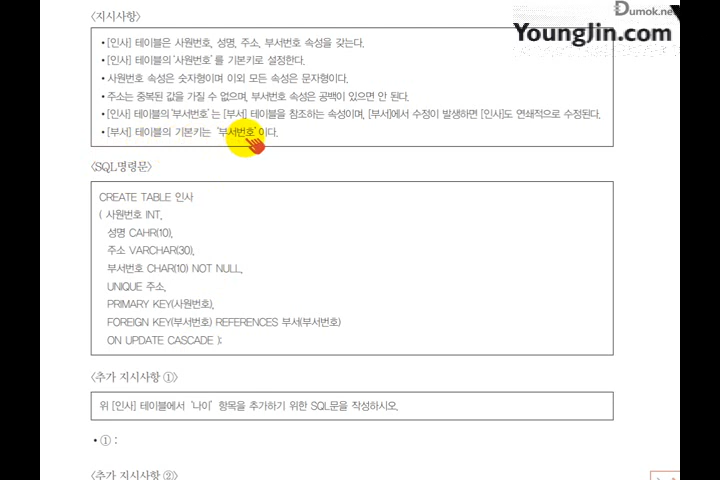 Dumok.ne
YoungJin.com
〈지시사항〉
• [인사] 테이블은 사원번호, 성명, 주소, 부서번호 속성을 갖는다.
• [인사] 테이블의 '사원번호'를 기본키로 설정한다.
• 사원번호 속성은 숫자형이며 이외 모든 속성은 문자형이다.
• 주소는 중복된 값을 가질 수 없으며, 부서번호 속성은 공백이 있으면 안 된다.
• [인사] 테이블의 '부서번호'는 [부서] 테이블을 참조하는 속성이며, [부서]에서 수정이 발생하면 [인사]도 연쇄적으로 수정된다.
• [부서] 테이블의 기본키는 '부서번호'이다.
〈SQL명령문〉
CREATE TABLE 인사
( 사원번호 INT,
성명 CAHR(10),
주소 VARCHAR(30),
부서번호 CHAR(10) NOT NULL,
UNIQUE 주소,
PRIMARY KEY(사원번호),
FOREIGN KEY(부서번호) REFERENCES 부서(부서번호)
ON UPDATE CASCADE );
〈추가 지시사항 ①〉
위 [인사] 테이블에서 '나이' 항목을 추가하기 위한 SQL문을 작성하시오.
• ① :
〈추가 지시사항 ②〉